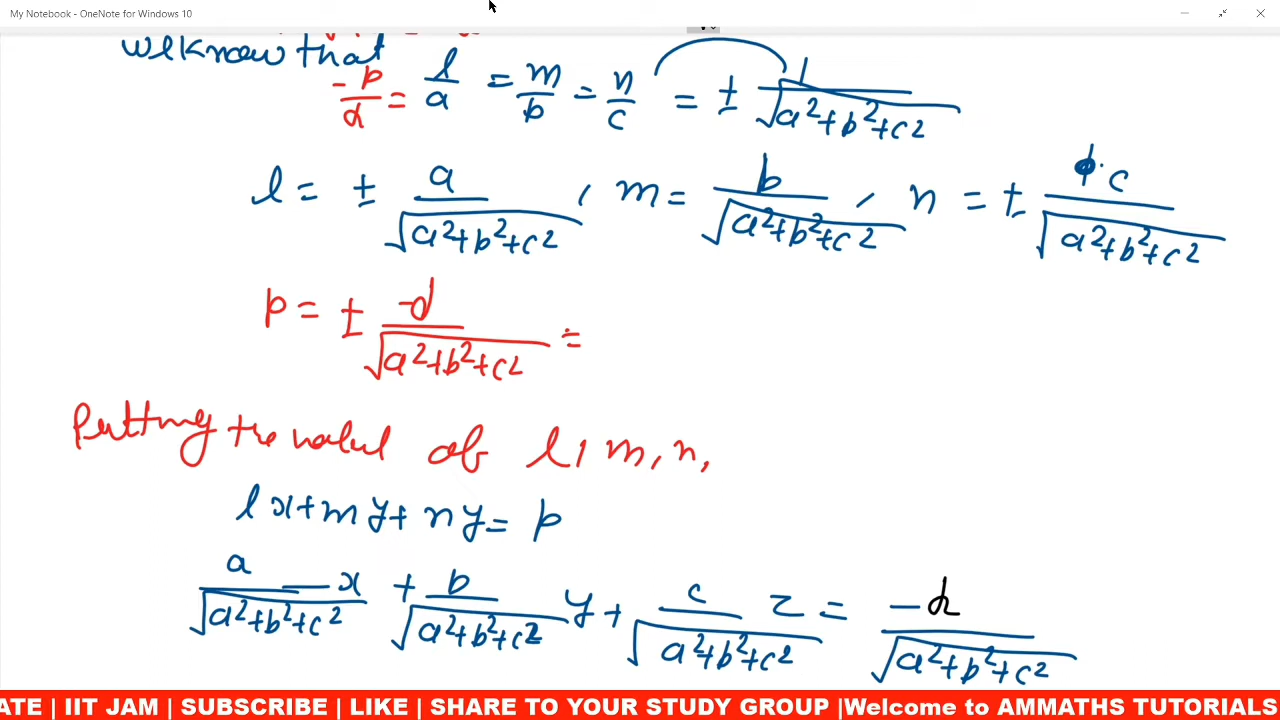 My Notebook - OneNote for Windows 10
we know that
-p/d = l/a = m/b = n/c = ± 1/√(a²+b²+c²)
l = ± a/√(a²+b²+c²) , m = b/√(a²+b²+c²) , n = ± c/√(a²+b²+c²)
p = ± -d/√(a²+b²+c²) =
Putting the value of l, m, n,
lx+my+ny= p
a/√(a²+b²+c²) x + b/√(a²+b²+c²) y + c/√(a²+b²+c²) z = -d/√(a²+b²+c²)
ATE | IIT JAM | SUBSCRIBE | LIKE | SHARE TO YOUR STUDY GROUP |Welcome to AMMATHS TUTORIALS